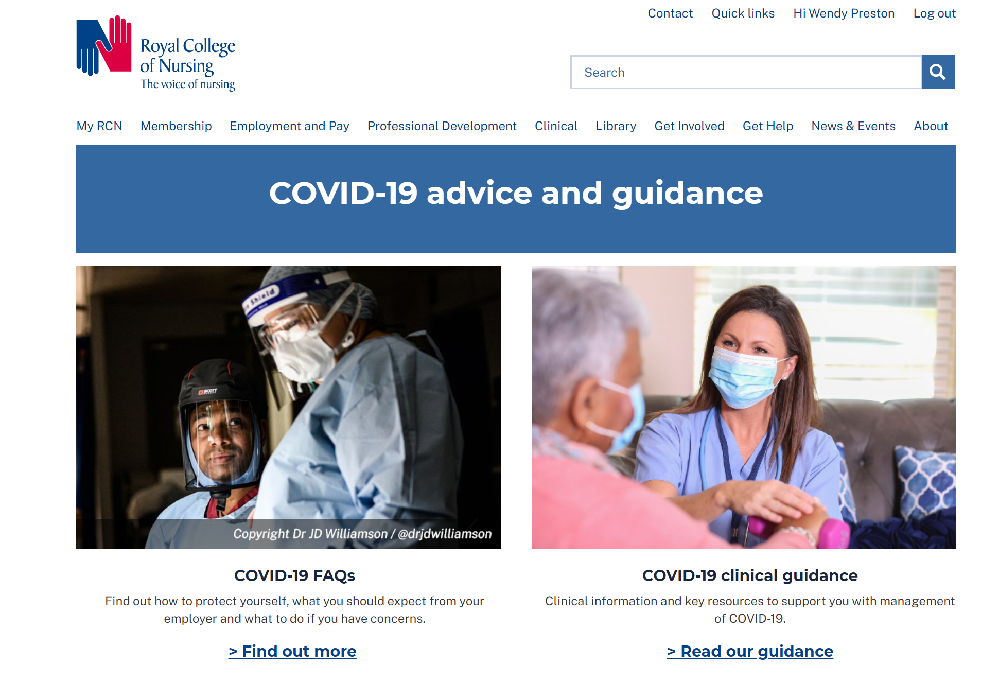 Contact Quick links Hi Wendy Preston Log out
Royal College
of Nursing
The voice of nursing
Search
My RCN Membership Employment and Pay Professional Development Clinical Library Get Involved Get Help News & Events About
COVID-19 advice and guidance
Shield
SCOTT
Copyright Dr JD Williamson / @drjdwilliamson
COVID-19 FAQs
Find out how to protect yourself, what you should expect from your
employer and what to do if you have concerns.
> Find out more
COVID-19 clinical guidance
Clinical information and key resources to support you with management
of COVID-19.
> Read our guidance